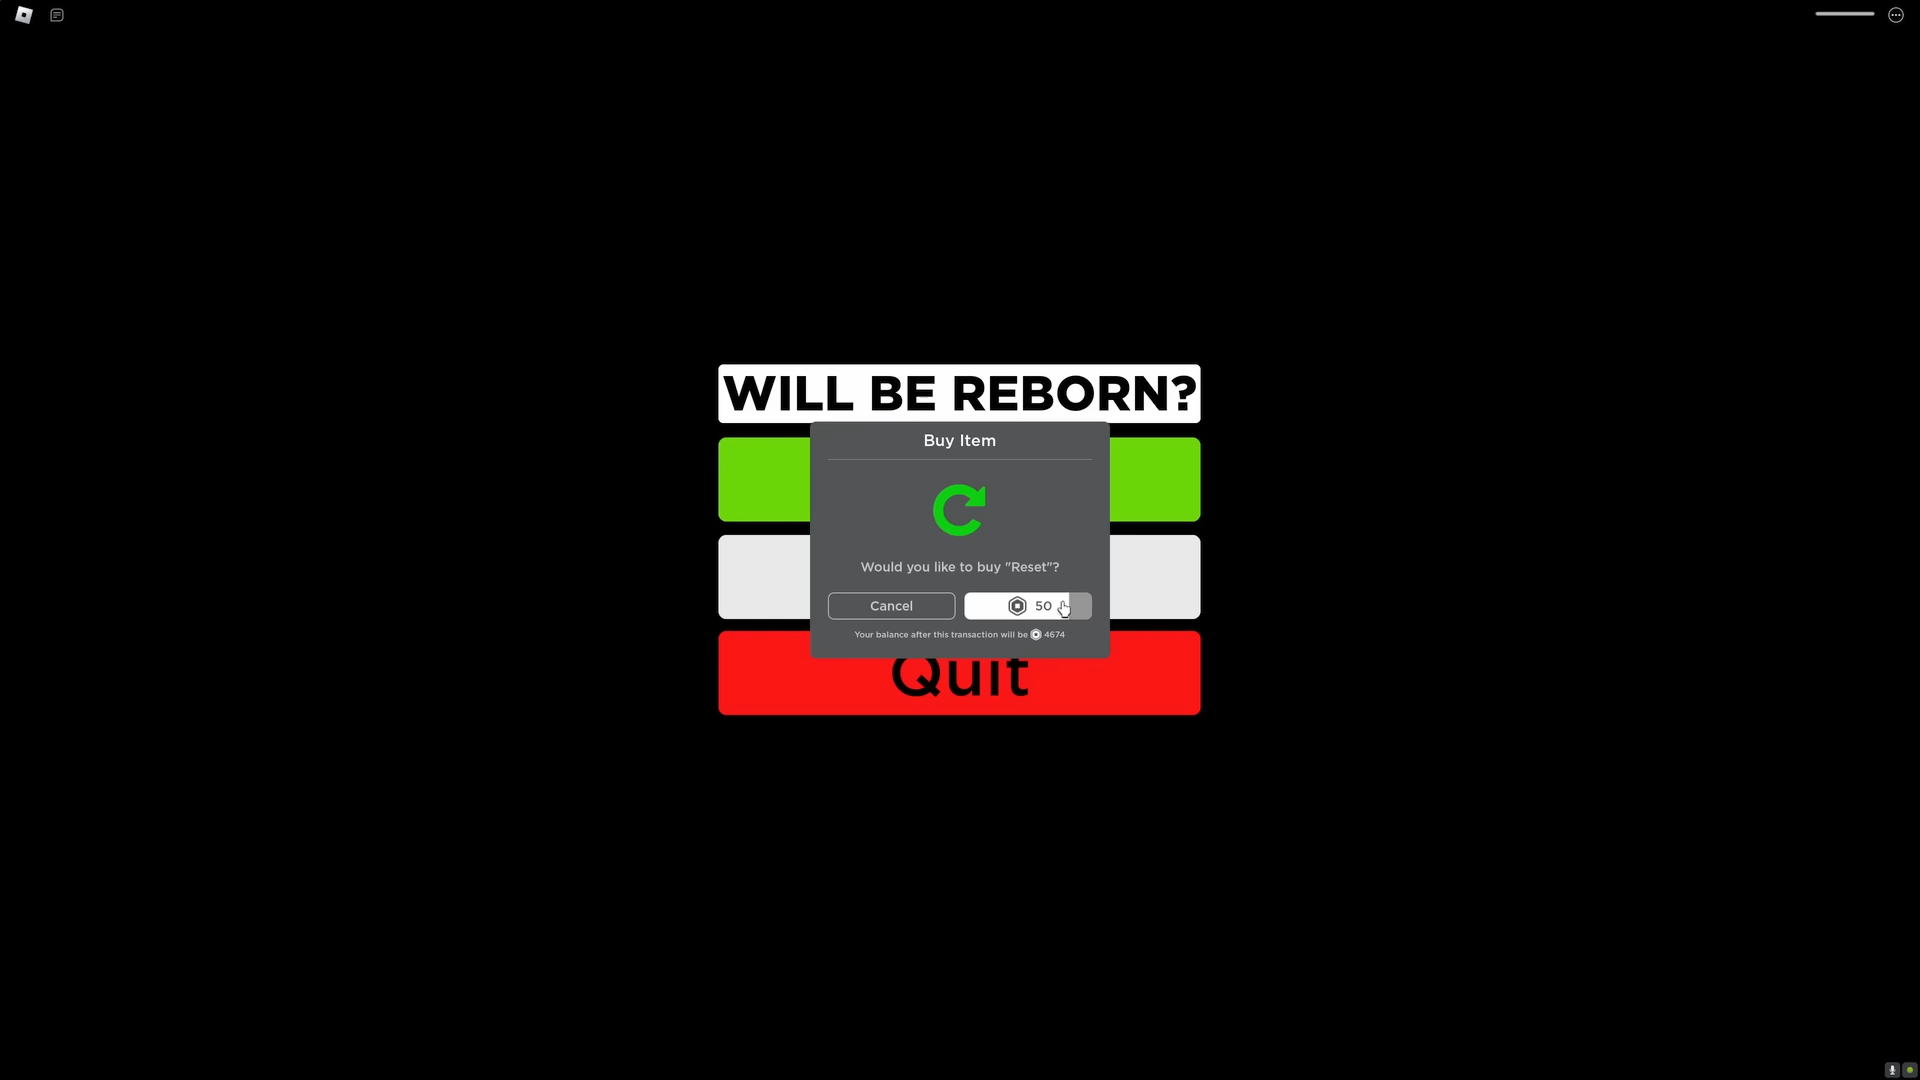 WILL BE REBORN?
Buy Item
Would you like to buy "Reset"?
Cancel
50
Your balance after this transaction will be 4674
Quit